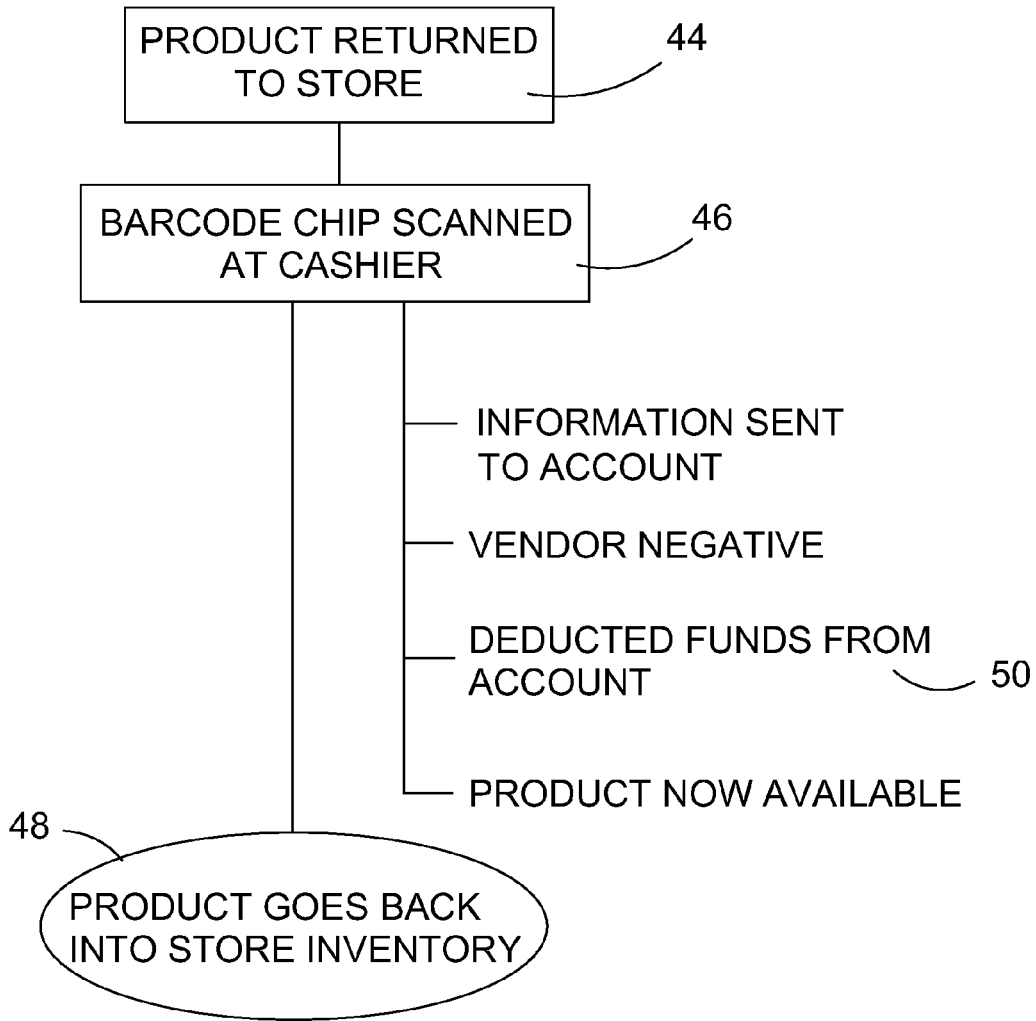 PRODUCT RETURNED
TO STORE
44
BARCODE CHIP SCANNED
AT CASHIER
46
INFORMATION SENT
TO ACCOUNT
VENDOR NEGATIVE
DEDUCTED FUNDS FROM
ACCOUNT
50
PRODUCT NOW AVAILABLE
48
PRODUCT GOES BACK
INTO STORE INVENTORY